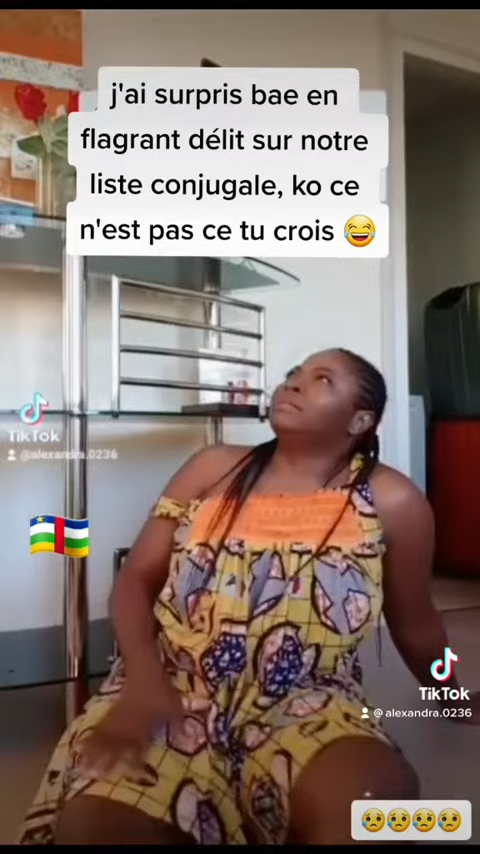 j'ai surpris bae en
flagrant délit sur notre
liste conjugale, ko ce
n'est pas ce tu crois 😂
TikTok
@alexandra.0236
TikTok
@alexandra.0236
😢😢😢😢